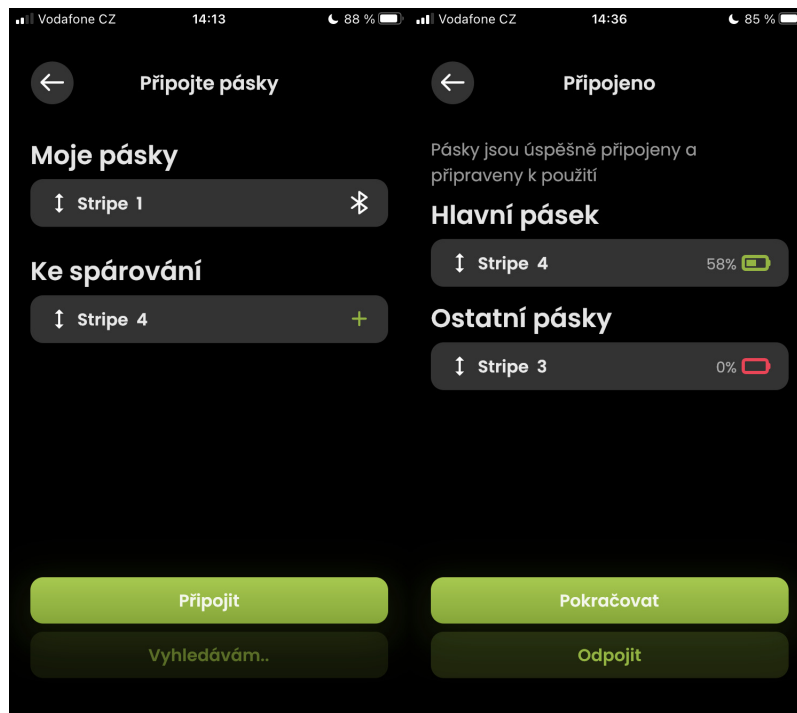 Vodafone CZ 14:13 88 %
Připojte pásky
Moje pásky
Stripe 1
Ke spárování
Stripe 4 +
Připojit
Vyhledávám..
Vodafone CZ 14:36 85 %
Připojeno
Pásky jsou úspěšně připojeny a
připraveny k použití
Hlavní pásek
Stripe 4 58%
Ostatní pásky
Stripe 3 0%
Pokračovat
Odpojit